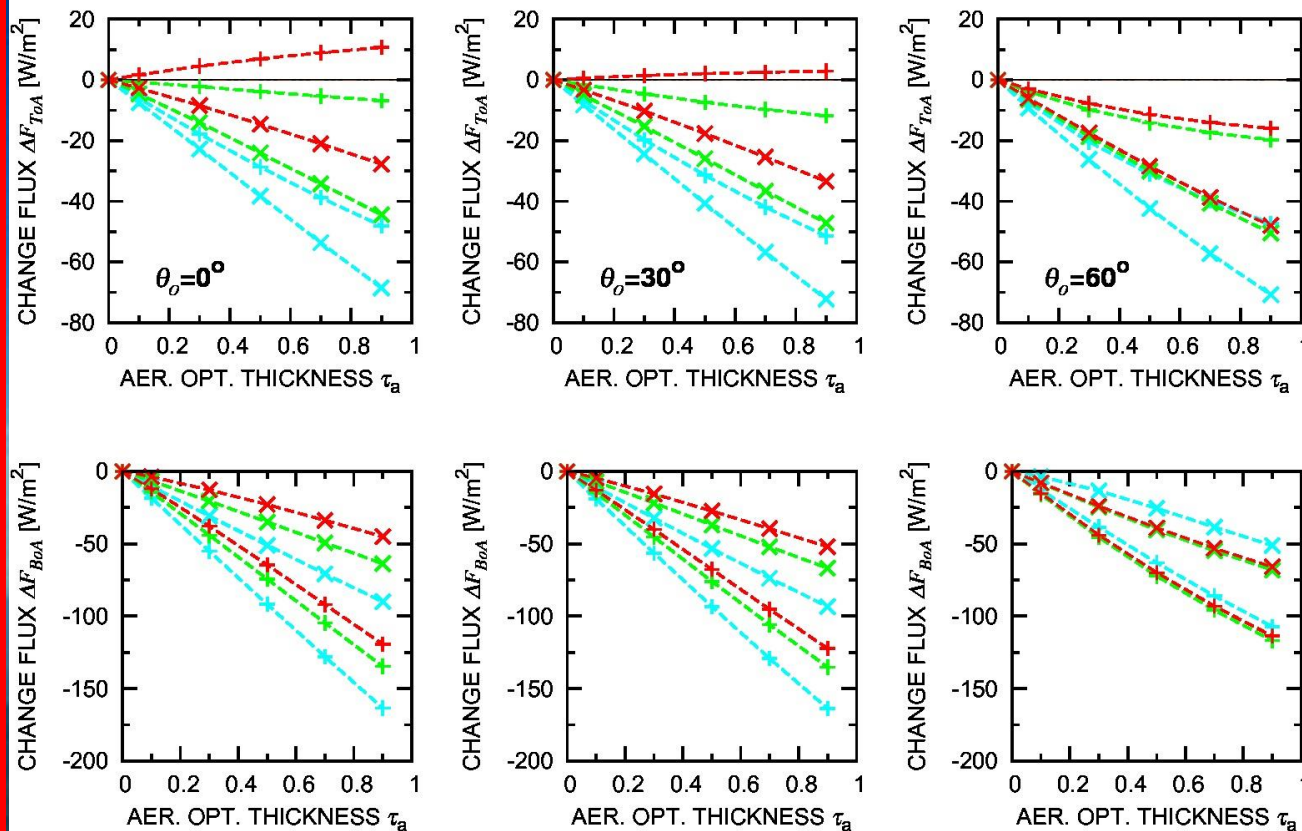 CHANGE FLUX ΔF_ToA [W/m²]
20
0
-20
-40
-60
-80
θ_o=0°
0 0.2 0.4 0.6 0.8 1
AER. OPT. THICKNESS τ_a
CHANGE FLUX ΔF_ToA [W/m²]
20
0
-20
-40
-60
-80
θ_o=30°
0 0.2 0.4 0.6 0.8 1
AER. OPT. THICKNESS τ_a
CHANGE FLUX ΔF_ToA [W/m²]
20
0
-20
-40
-60
-80
θ_o=60°
0 0.2 0.4 0.6 0.8 1
AER. OPT. THICKNESS τ_a
CHANGE FLUX ΔF_BoA [W/m²]
0
-50
-100
-150
-200
0 0.2 0.4 0.6 0.8 1
AER. OPT. THICKNESS τ_a
CHANGE FLUX ΔF_BoA [W/m²]
0
-50
-100
-150
-200
0 0.2 0.4 0.6 0.8 1
AER. OPT. THICKNESS τ_a
CHANGE FLUX ΔF_BoA [W/m²]
0
-50
-100
-150
-200
0 0.2 0.4 0.6 0.8 1
AER. OPT. THICKNESS τ_a